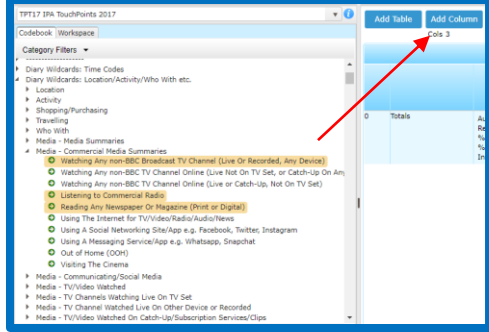 TPT17 IPA TouchPoints 2017
Add Table Add Column
Codebook Workspace
Cols 3
Category Filters
Diary Wildcards: Time Codes
Diary Wildcards: Location/Activity/Who With etc.
Location
Activity
Shopping/Purchasing
Travelling
Who With
Media - Media Summaries
Media - Commercial Media Summaries
Watching Any non-BBC Broadcast TV Channel (Live Or Recorded, Any Device)
Watching Any non-BBC TV Channel Online (Live Not On TV Set, or Catch-Up On Any
Watching Any non-BBC TV Channel Online (Live or Catch-Up, Not On TV Set)
Listening to Commercial Radio
Reading Any Newspaper Or Magazine (Print or Digital)
Using The Internet for TV/Video/Radio/Audio/News
Using A Social Networking Site/App e.g. Facebook, Twitter, Instagram
Using A Messaging Service/App e.g. Whatsapp, Snapchat
Out of Home (OOH)
Visiting The Cinema
Media - Communicating/Social Media
Media - TV/Video Watched
Media - TV Channels Watching Live On TV Set
Media - TV Channel Watched Live On Other Device or Recorded
Media - TV/Video Watched On Catch-Up/Subscription Services/Clips
0 Totals
Au
Re
%
%
In